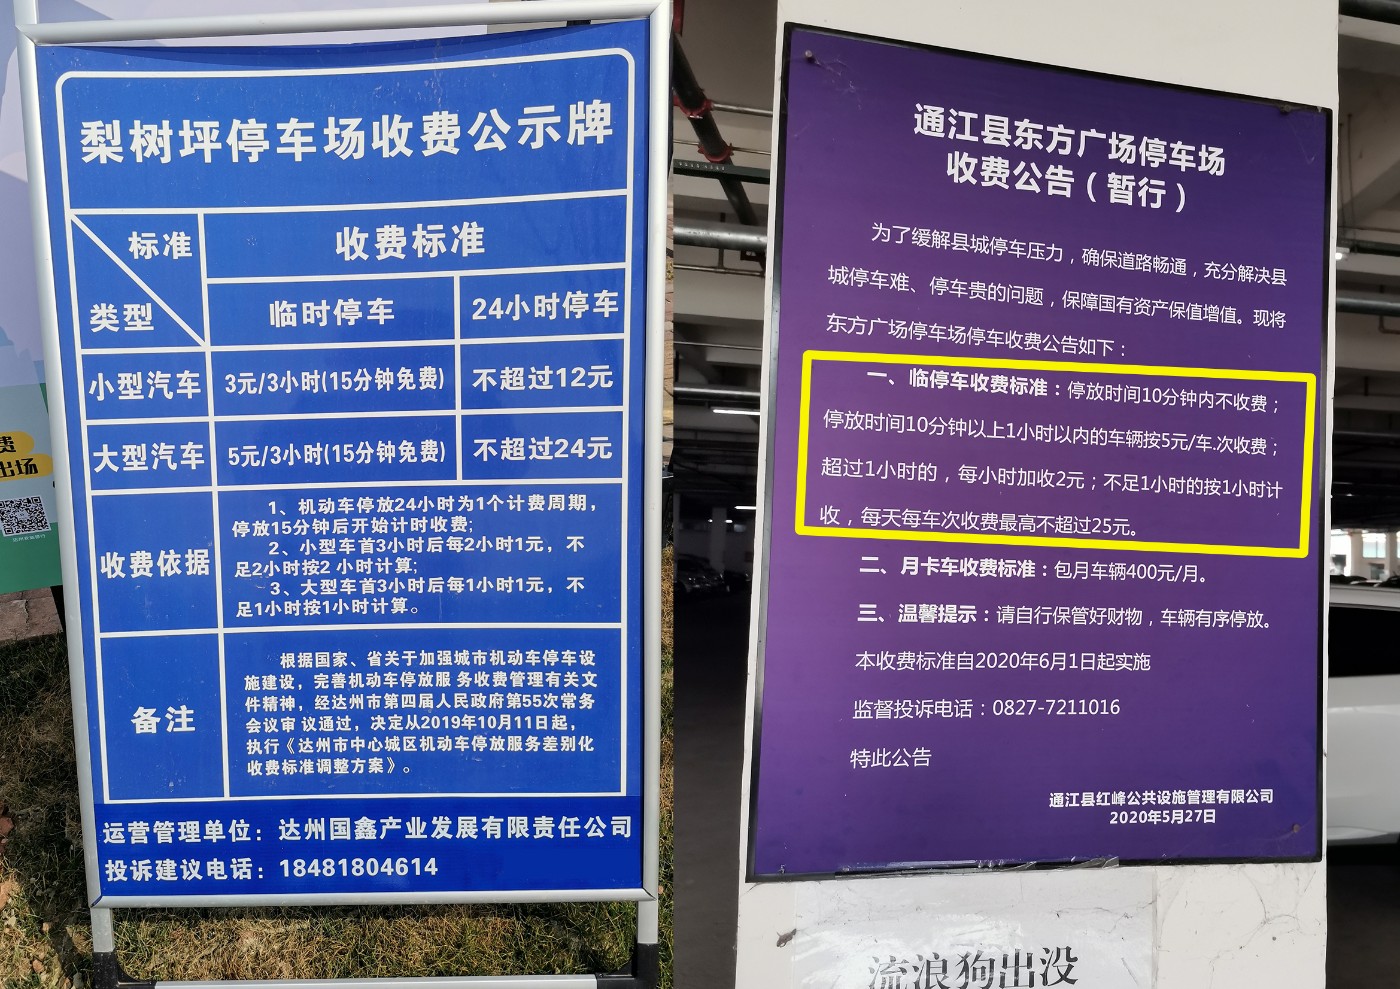 梨树坪停车场收费公示牌
标准
类型
收费标准
临时停车
24小时停车
小型汽车
3元/3小时(15分钟免费)
不超过12元
大型汽车
5元/3小时(15分钟免费)
不超过24元
收费依据
1、机动车停放24小时为1个计费周期，
停放15分钟后开始计时收费;
2、小型车首3小时后每2小时1元，不
足2小时按2 小时计算;
3、大型车首3小时后每1小时1元，不
足1小时按1小时计算。
备注
根据国家、省关于加强城市机动车停车设
施建设，完善机动车停放服 务收费管理有关文
件精神，经达州市第四届人民政府第55次常务
会议审 议通过，决定从2019年10月11日起，
执行《达州市中心城区机动车停放服务差别化
收费标准调整方案》。
运营管理单位：达州国鑫产业发展有限责任公司
投诉建议电话：18481804614
费
出场
通江县东方广场停车场
收费公告（暂行）
为了缓解县城停车压力，确保道路畅通，充分解决县
城停车难、停车贵的问题，保障国有资产保值增值。现将
东方广场停车场停车收费公告如下：
一、临停车收费标准：停放时间10分钟内不收费；
停放时间10分钟以上1小时以内的车辆按5元/车.次收费；
超过1小时的，每小时加收2元；不足1小时的按1小时计
收，每天每车次收费最高不超过25元。
二、月卡车收费标准：包月车辆400元/月。
三、温馨提示：请自行保管好财物，车辆有序停放。
本收费标准自2020年6月1日起实施
监督投诉电话：0827-7211016
特此公告
通江县红峰公共设施管理有限公司
2020年5月27日
流浪狗出没